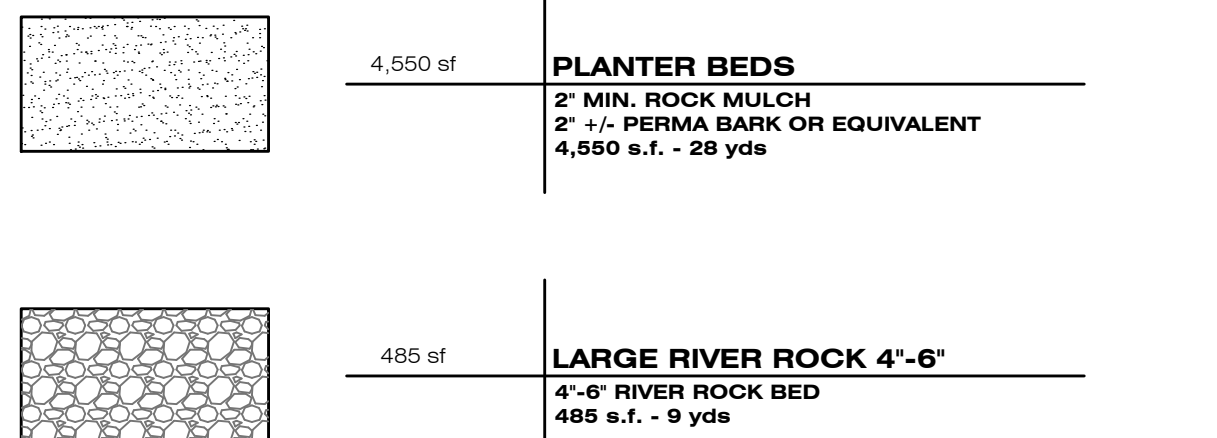 4,550 sf
PLANTER BEDS
2" MIN. ROCK MULCH
2" +/- PERMA BARK OR EQUIVALENT
4,550 s.f. - 28 yds
485 sf
LARGE RIVER ROCK 4"-6"
4"-6" RIVER ROCK BED
485 s.f. - 9 yds